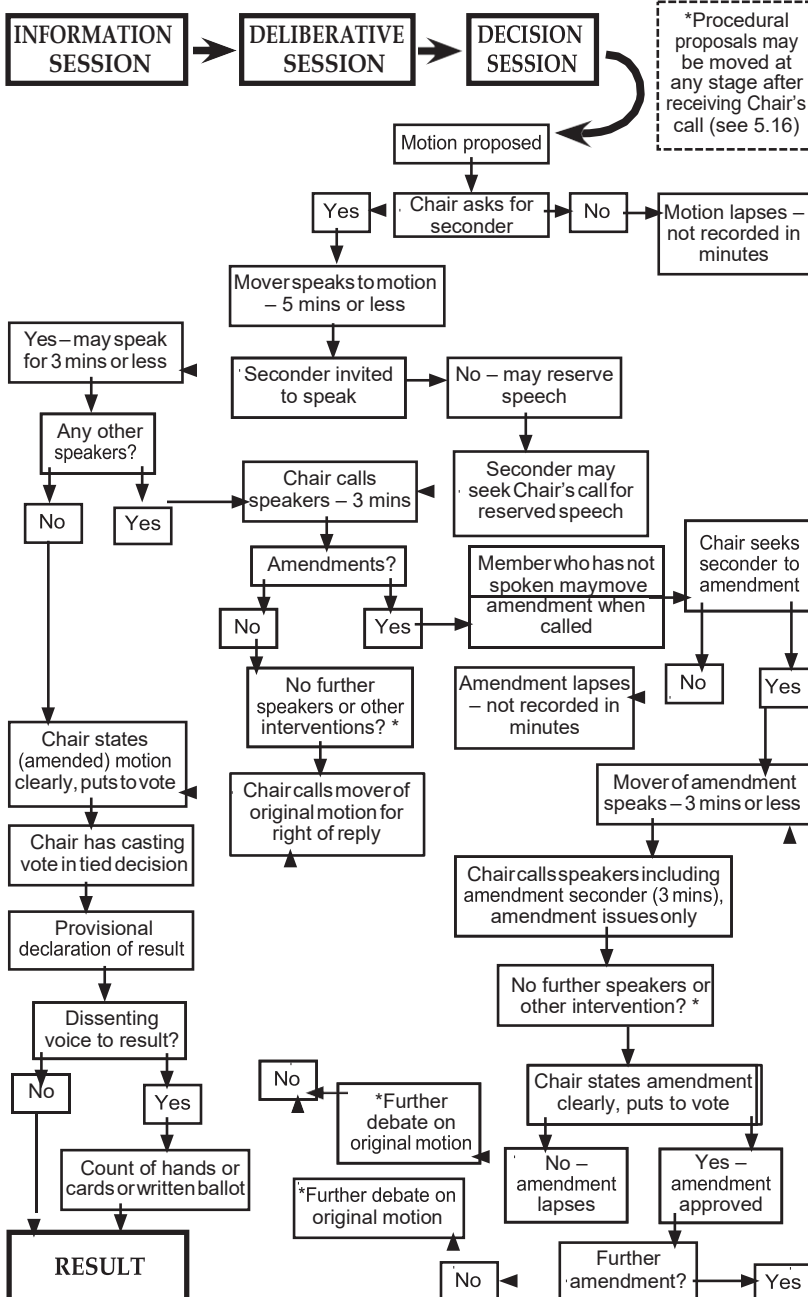 INFORMATION
SESSION
DELIBERATIVE
SESSION
DECISION
SESSION
*Procedural
proposals may
be moved at
any stage after
receiving Chair's
call (see 5.16)
Motion proposed
Yes
Chair asks for
seconder
No
Motion lapses –
not recorded in
minutes
Mover speaks to motion
– 5 mins or less
Yes – may speak
for 3 mins or less
Seconder invited
to speak
No – may reserve
speech
Any other
speakers?
Chair calls
speakers – 3 mins
Seconder may
seek Chair's call for
reserved speech
No
Yes
Amendments?
Member who has not
spoken may move
amendment when
called
Chair seeks
seconder to
amendment
No
Yes
No further
speakers or other
interventions? *
Amendment lapses
– not recorded in
minutes
No
Yes
Chair states
(amended) motion
clearly, puts to vote
Chair calls mover of
original motion for
right of reply
Mover of amendment
speaks – 3 mins or less
Chair has casting
vote in tied decision
Chair calls speakers including
amendment seconder (3 mins),
amendment issues only
Provisional
declaration of result
No further speakers or
other intervention? *
Dissenting
voice to result?
No
Yes
No
*Further
debate on
original motion
Chair states amendment
clearly, puts to vote
Count of hands or
cards or written ballot
No –
amendment
lapses
Yes –
amendment
approved
*Further debate on
original motion
RESULT
No
Further
amendment?
Yes